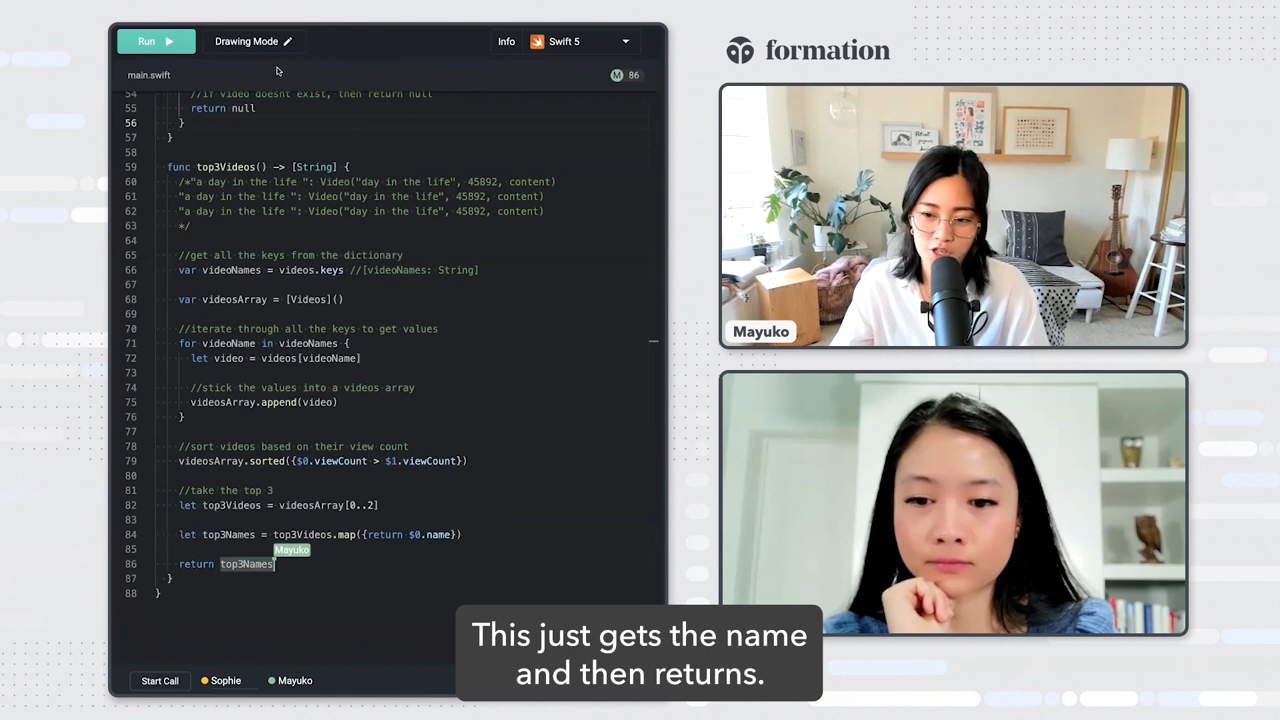 Run
Drawing Mode
Info
Swift 5
main.swift
M 86
54 //if video doesnt exist, then return null
55 return null
56 }
57 }
58
59 func top3Videos() -> [String] {
60 /*"a day in the life ": Video("day in the life", 45892, content)
61 "a day in the life ": Video("day in the life", 45892, content)
62 "a day in the life ": Video("day in the life", 45892, content)
63 */
64
65 //get all the keys from the dictionary
66 var videoNames = videos.keys //[videoNames: String]
67
68 var videosArray = [Videos]()
69
70 //iterate through all the keys to get values
71 for videoName in videoNames {
72 let video = videos[videoName]
73
74 //stick the values into a videos array
75 videosArray.append(video)
76 }
77
78 //sort videos based on their view count
79 videosArray.sorted({$0.viewCount > $1.viewCount})
80
81 //take the top 3
82 let top3Videos = videosArray[0..2]
83
84 let top3Names = top3Videos.map({return $0.name})
85 Mayuko
86 return top3Names
87 }
88 }
Start Call
Sophie
Mayuko
formation
Mayuko
This just gets the name
and then returns.